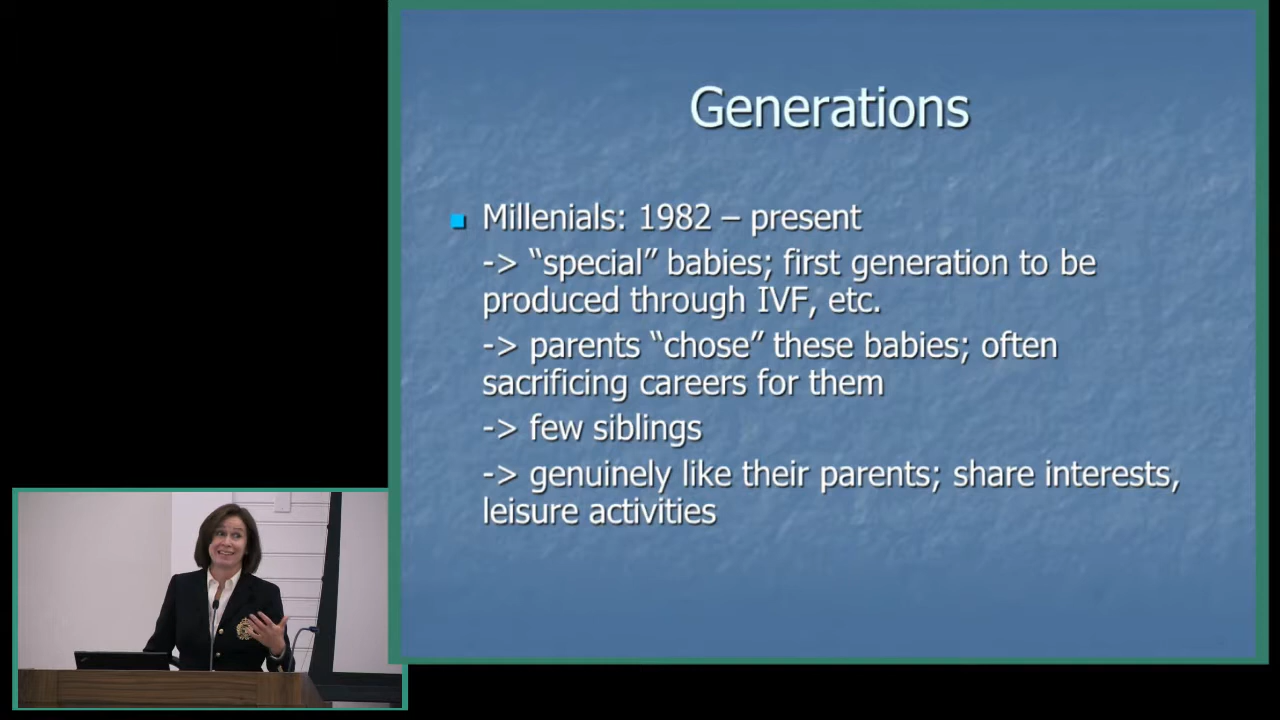 Generations
Millenials: 1982 – present
-> “special” babies; first generation to be
produced through IVF, etc.
-> parents “chose” these babies; often
sacrificing careers for them
-> few siblings
-> genuinely like their parents; share interests,
leisure activities